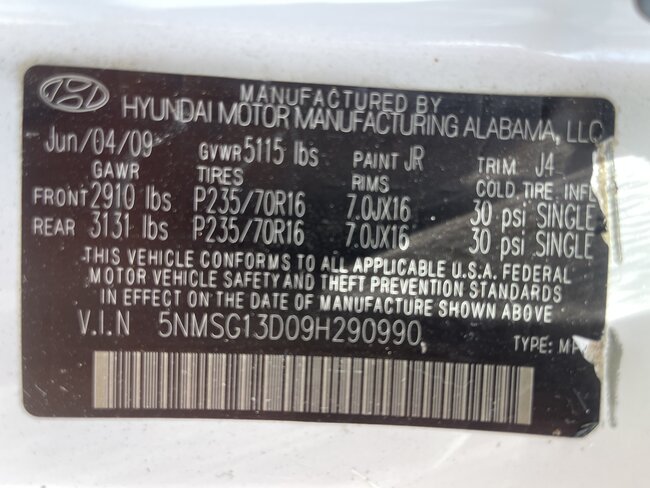 MANUFACTURED BY
HYUNDAI MOTOR MANUFACTURING ALABAMA, LLC
Jun/04/09 GVWR 5115 lbs PAINT JR TRIM J4
GAWR TIRES RIMS COLD TIRE INFL
FRONT 2910 lbs P235/70R16 7.0JX16 30 psi SINGLE
REAR 3131 lbs P235/70R16 7.0JX16 30 psi SINGLE
THIS VEHICLE CONFORMS TO ALL APPLICABLE U.S.A. FEDERAL
MOTOR VEHICLE SAFETY AND THEFT PREVENTION STANDARDS
IN EFFECT ON THE DATE OF MANUFACTURE SHOWN ABOVE
V.I.N 5NMSG13D09H290990 TYPE: